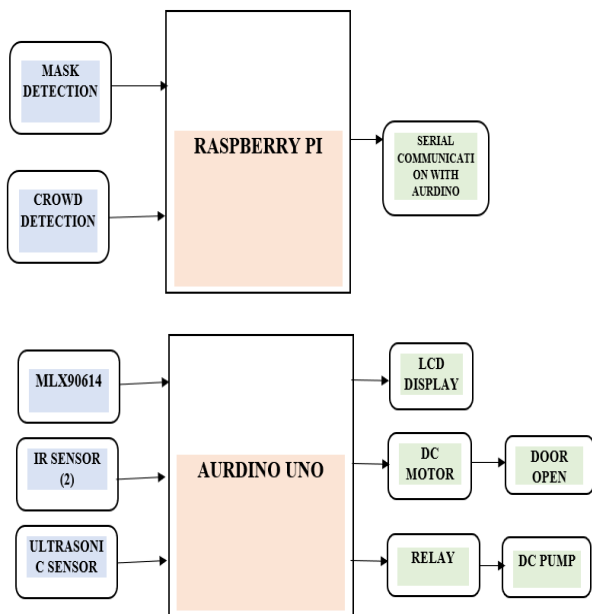 MASK
DETECTION
RASPBERRY PI
SERIAL
COMMUNICATI
ON WITH
AURDINO
CROWD
DETECTION
MLX90614
LCD
DISPLAY
IR SENSOR
(2)
AURDINO UNO
DC
MOTOR
DOOR
OPEN
ULTRASONI
C SENSOR
RELAY
DC PUMP